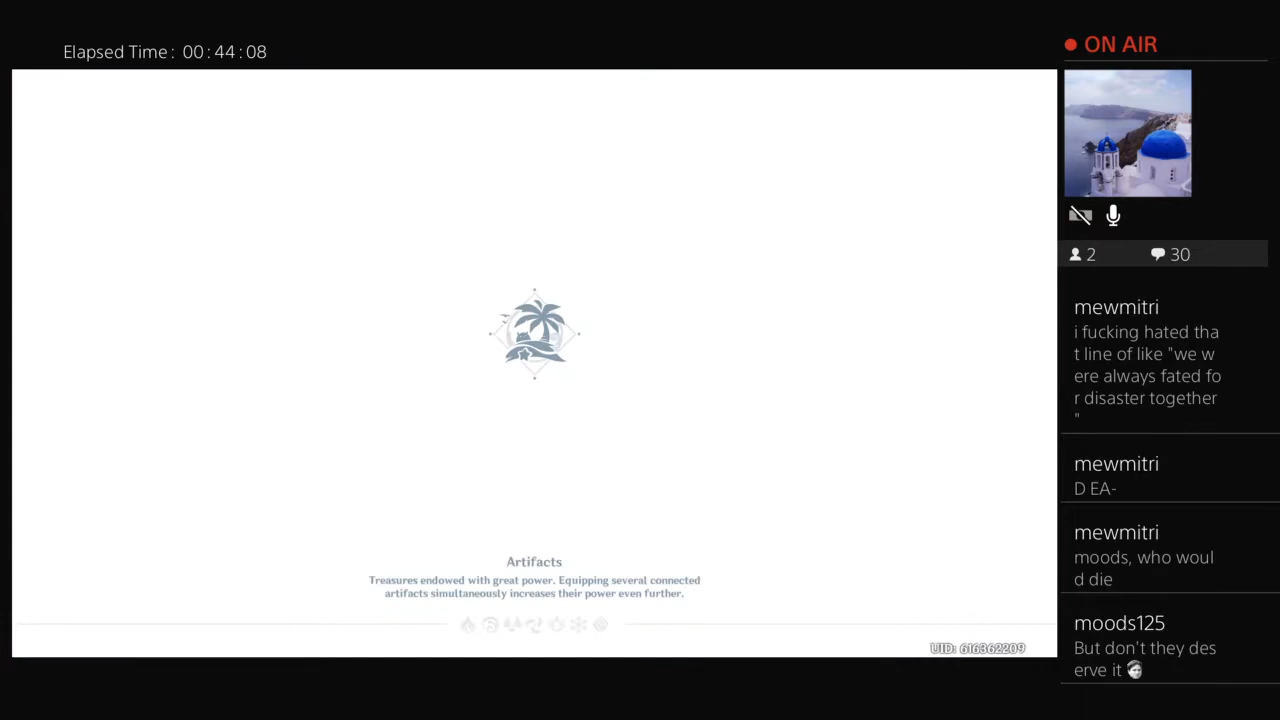 Elapsed Time: 00:44:08
ON AIR
2
30
mewmitri
i fucking hated tha
t line of like "we w
ere always fated fo
r disaster together
"
mewmitri
D EA-
mewmitri
moods, who woul
d die
moods125
But don't they des
erve it
Artifacts
Treasures endowed with great power. Equipping several connected
artifacts simultaneously increases their power even further.
UID: 616362209